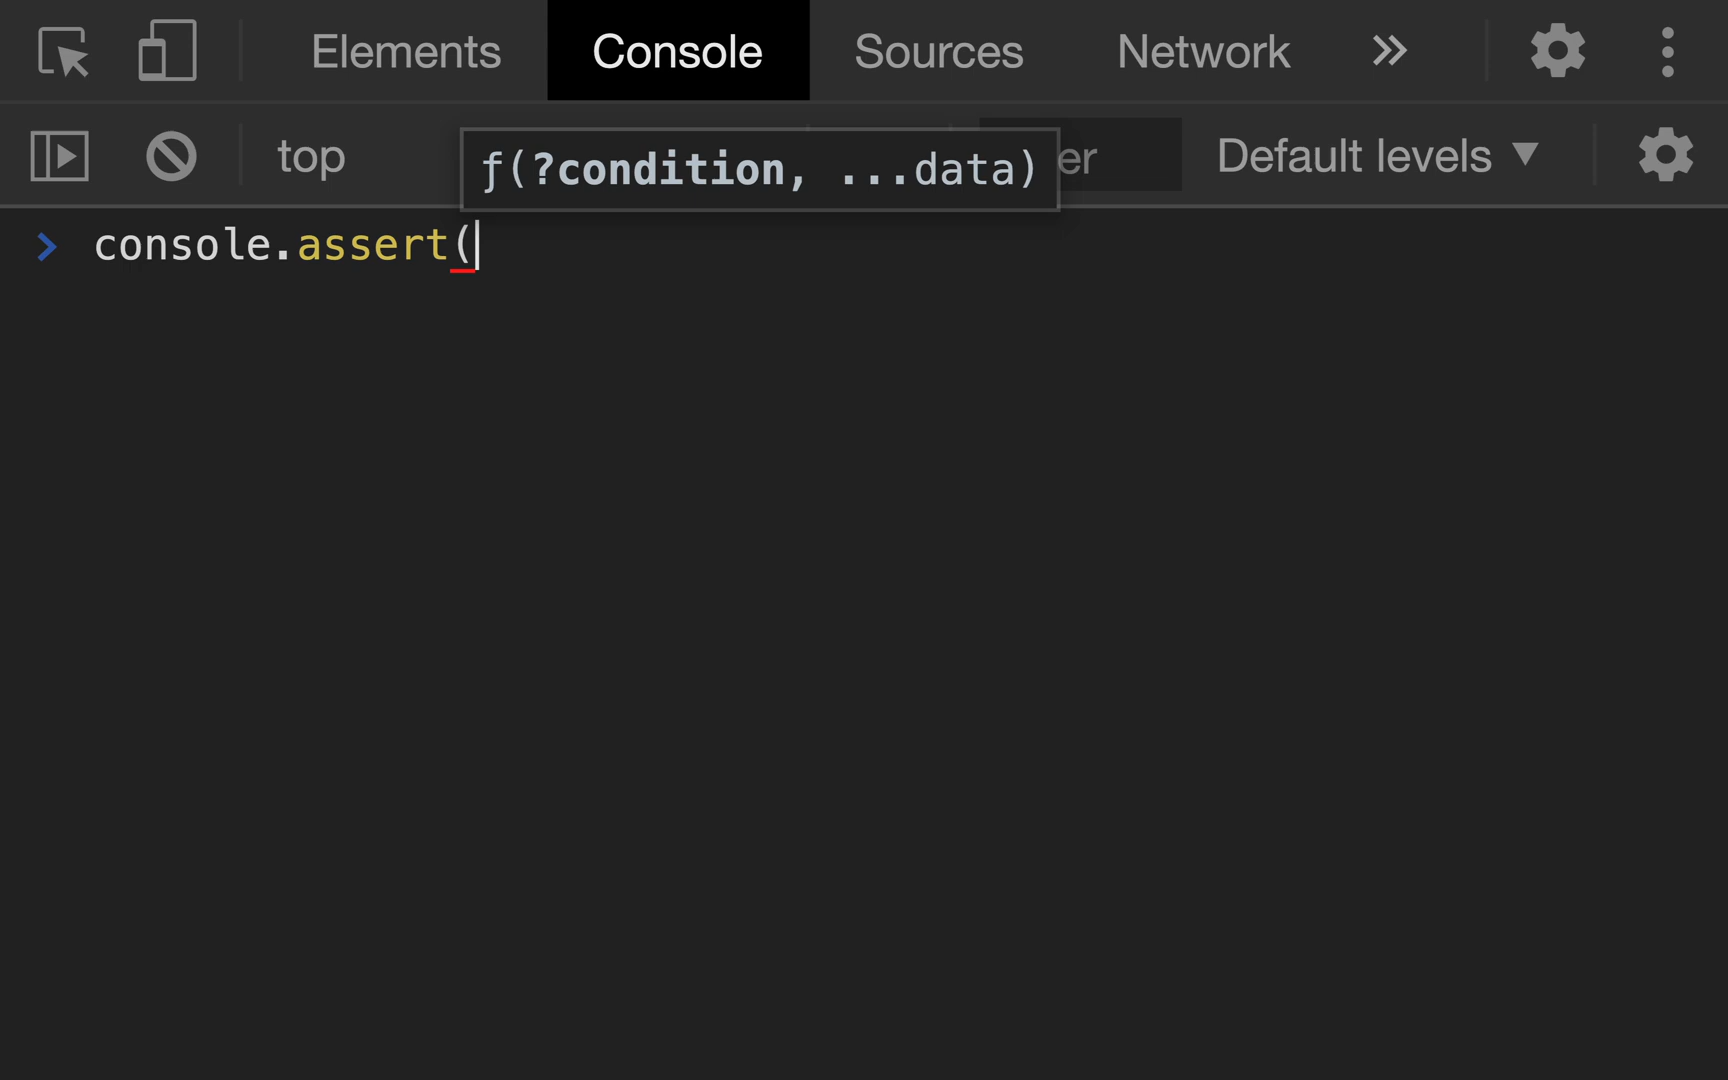 Elements Console Sources Network
top Default levels ▼
ƒ(?condition, ...data)
> console.assert(